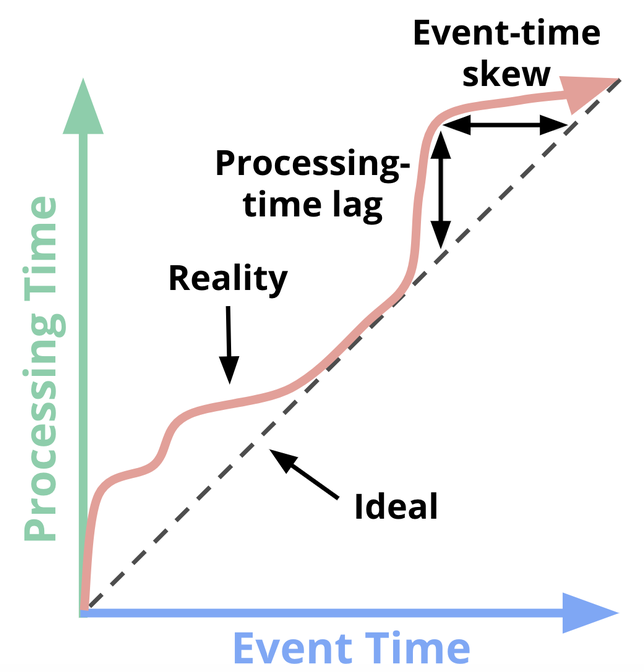 Event-time
skew
Processing-
time lag
Reality
Ideal
Processing Time
Event Time